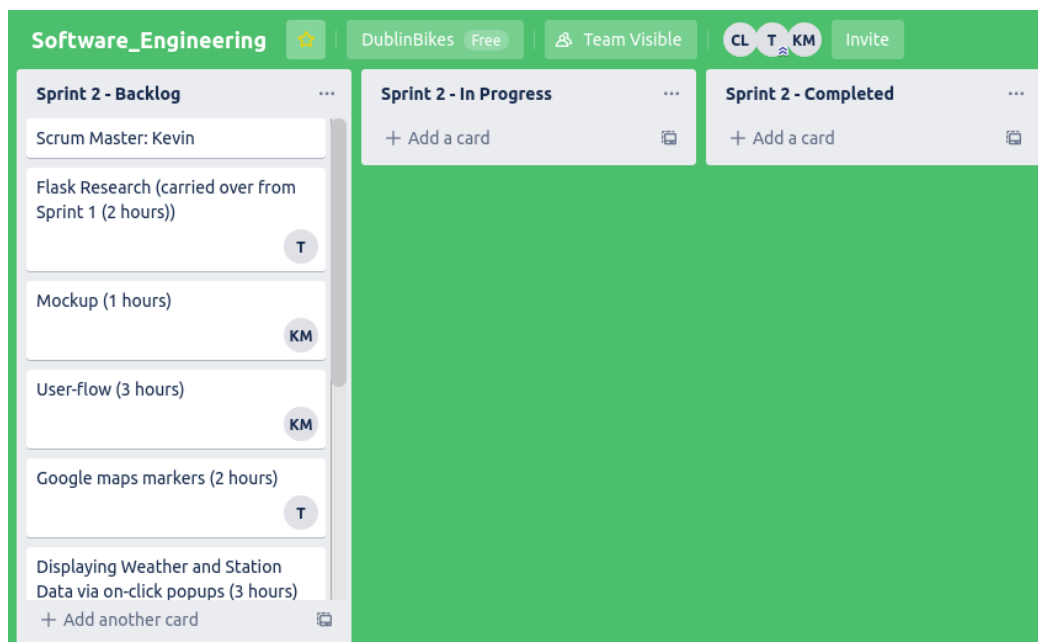 Software_Engineering DublinBikes Free Team Visible CL T KM Invite
Sprint 2 - Backlog ...
Scrum Master: Kevin
Flask Research (carried over from
Sprint 1 (2 hours))
T
Mockup (1 hours)
KM
User-flow (3 hours)
KM
Google maps markers (2 hours)
T
Displaying Weather and Station
Data via on-click popups (3 hours)
+ Add another card
Sprint 2 - In Progress ...
+ Add a card
Sprint 2 - Completed ...
+ Add a card